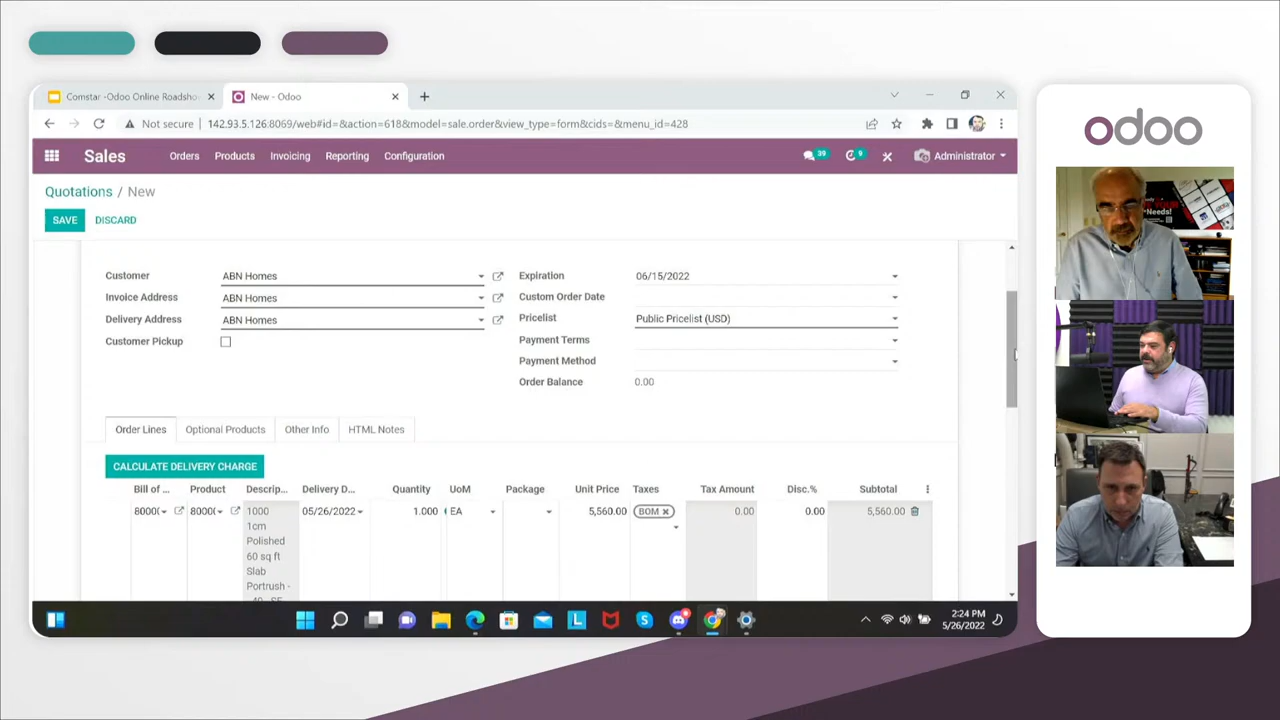 Comstar -Odoo Online Roadsho
New - Odoo
Not secure
142.93.5.126:8069/web#id=&action=618&model=sale.order&view_type=form&cids=&menu_id=428
Sales
Orders
Products
Invoicing
Reporting
Configuration
39
9
Administrator
Quotations / New
SAVE
DISCARD
Customer
ABN Homes
Expiration
06/15/2022
Invoice Address
ABN Homes
Custom Order Date
Delivery Address
ABN Homes
Pricelist
Public Pricelist (USD)
Customer Pickup
Payment Terms
Payment Method
Order Balance
0.00
Order Lines
Optional Products
Other Info
HTML Notes
CALCULATE DELIVERY CHARGE
Bill of ...
Product
Descrip...
Delivery D...
Quantity
UoM
Package
Unit Price
Taxes
Tax Amount
Disc.%
Subtotal
8000(
8000(
1000
1cm
Polished
60 sq ft
Slab
Portrush -
05/26/2022
1.000
EA
5,560.00
BOM
0.00
0.00
5,560.00
2:24 PM
5/26/2022
odoo
Needs!